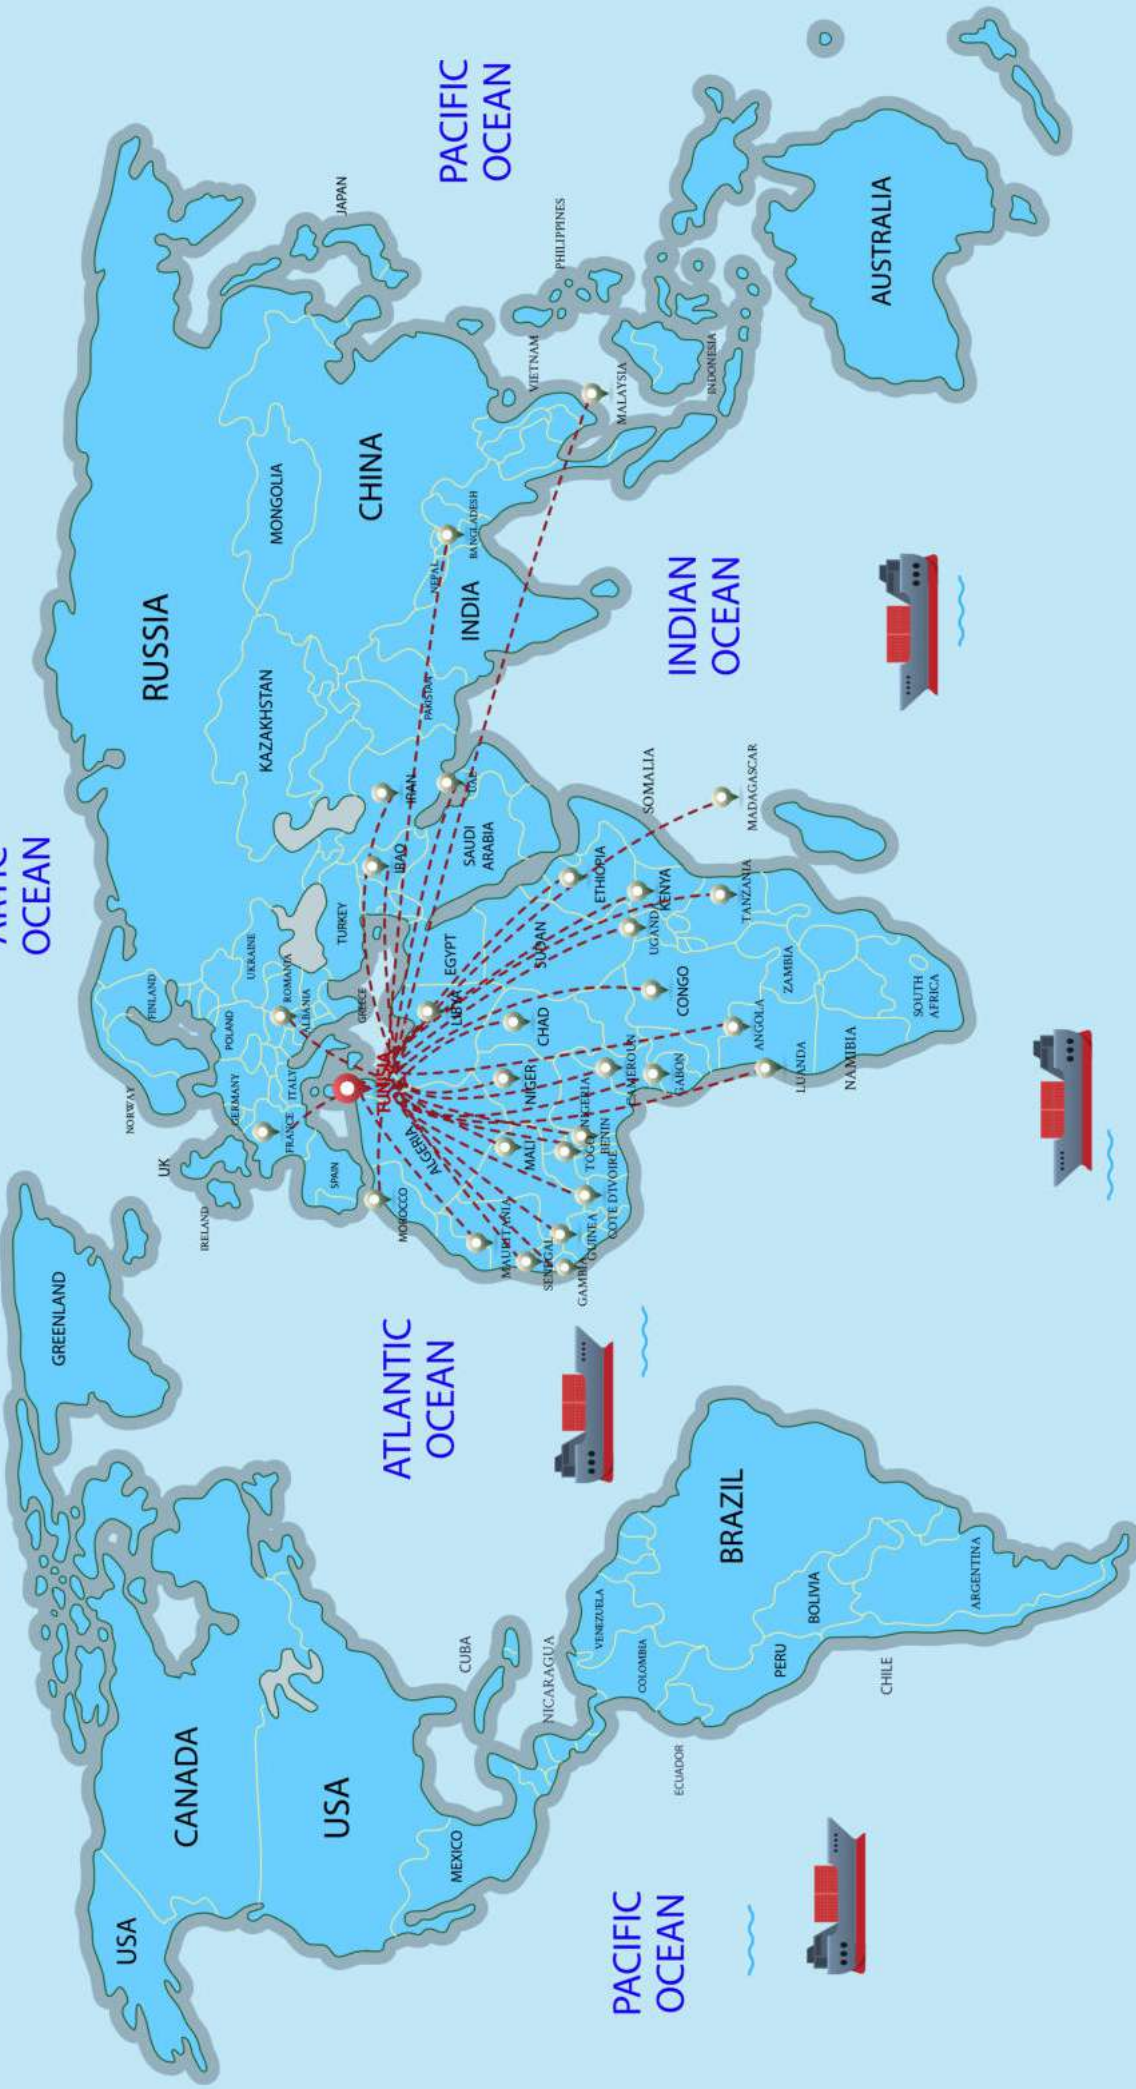 GREENLAND
OCEAN
USA
CANADA
NORWAY
FINLAND
RUSSIA
UK
IRELAND
POLAND
GERMANY
UKRAINE
ROMANIA
KAZAKHSTAN
MONGOLIA
FRANCE
ITALY
ALBANIA
SPAIN
USA
GREECE
TURKEY
CHINA
JAPAN
TUNISIA
MOROCCO
ALGERIA
IRAQ
IRAN
ATLANTIC
OCEAN
PACIFIC
OCEAN
LIBYA
EGYPT
PAKISTAN
NEPAL
MEXICO
CUBA
SAUDI
ARABIA
UAE
INDIA
BANGLADESH
MAURITANIA
MALI
NIGER
CHAD
SUDAN
VIETNAM
PHILIPPINES
NICARAGUA
SENEGAL
GAMBIA
GUINEA
COTE D'IVOIRE
TOGO
BENIN
NIGERIA
CAMEROUN
ETHIOPIA
MALAYSIA
VENEZUELA
COLOMBIA
UGANDA
KENYA
SOMALIA
PACIFIC
OCEAN
ECUADOR
GABON
CONGO
INDIAN
OCEAN
INDONESIA
BRAZIL
TANZANIA
MADAGASCAR
PERU
BOLIVIA
LUANDA
ANGOLA
ZAMBIA
CHILE
NAMIBIA
AUSTRALIA
SOUTH
AFRICA
ARGENTINA